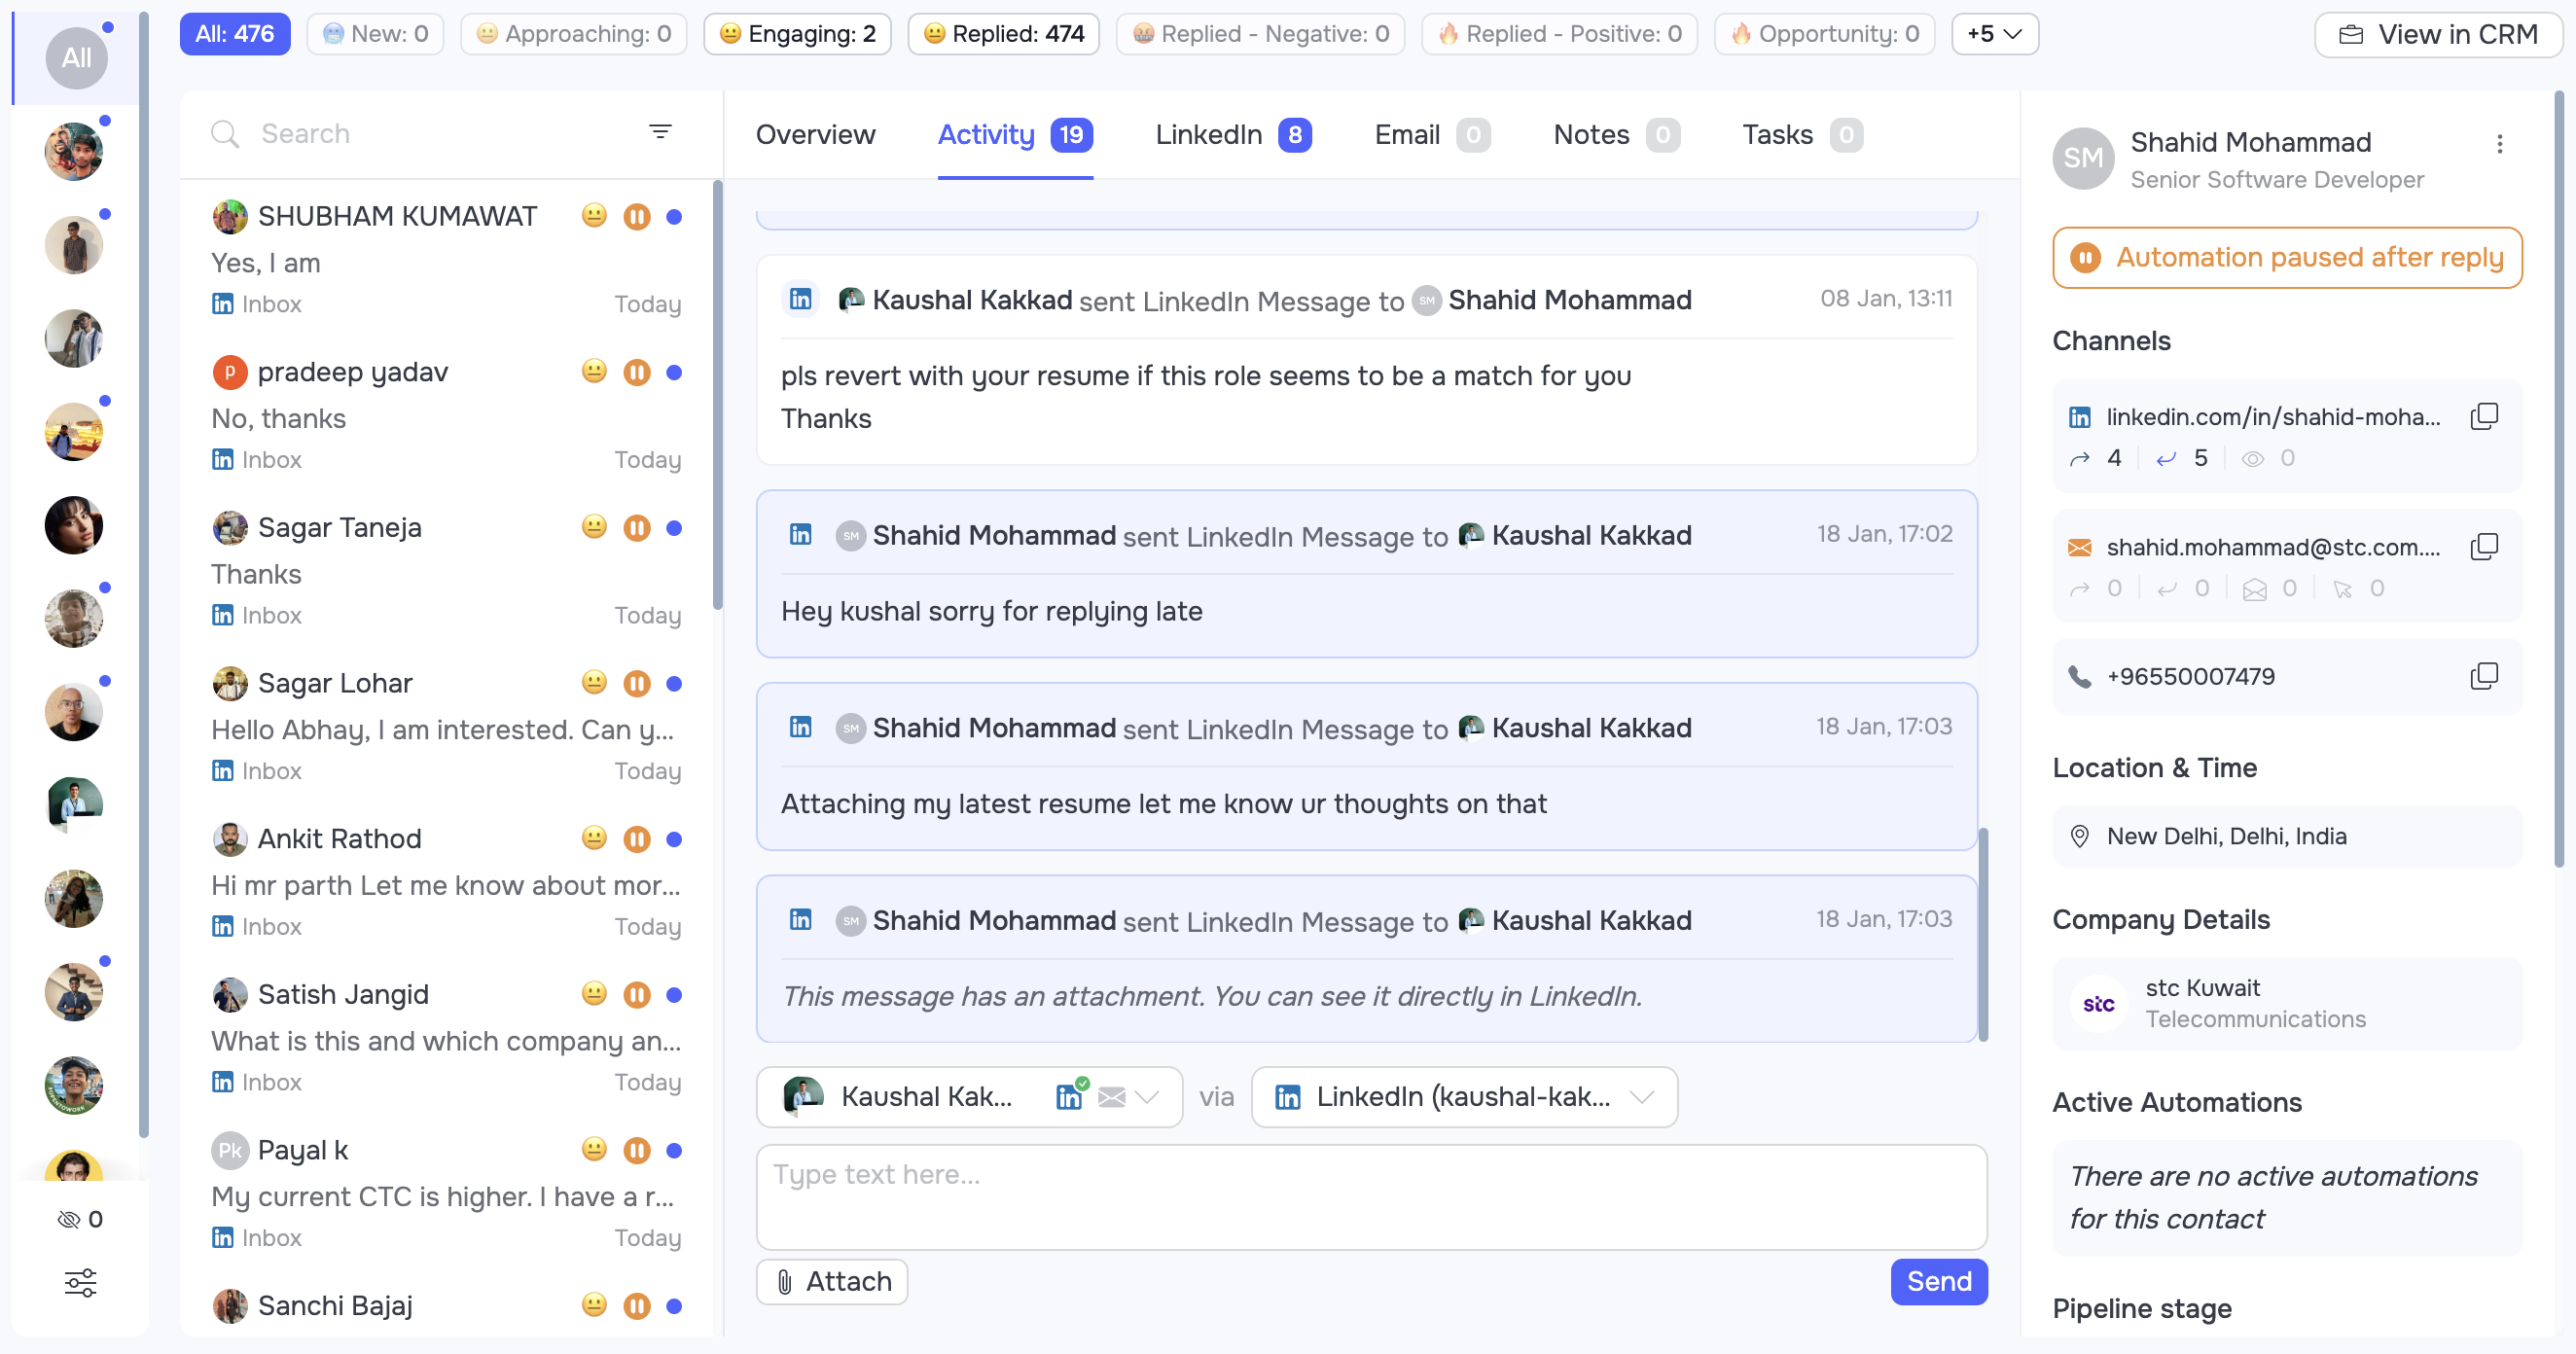 All
All: 476
New: 0
Approaching: 0
Engaging: 2
Replied: 474
Replied - Negative: 0
Replied - Positive: 0
Opportunity: 0
+5
View in CRM
Search
SHUBHAM KUMAWAT
Yes, I am
Inbox
Today
p
pradeep yadav
No, thanks
Inbox
Today
Sagar Taneja
Thanks
Inbox
Today
Sagar Lohar
Hello Abhay, I am interested. Can y...
Inbox
Today
Ankit Rathod
Hi mr parth Let me know about mor...
Inbox
Today
Satish Jangid
What is this and which company an...
Inbox
Today
Pk
Payal k
My current CTC is higher. I have a r...
Inbox
Today
Sanchi Bajaj
0
Overview
Activity 19
LinkedIn 8
Email 0
Notes 0
Tasks 0
in Kaushal Kakkad sent LinkedIn Message to SM Shahid Mohammad 08 Jan, 13:11
pls revert with your resume if this role seems to be a match for you
Thanks
in SM Shahid Mohammad sent LinkedIn Message to Kaushal Kakkad 18 Jan, 17:02
Hey kushal sorry for replying late
in SM Shahid Mohammad sent LinkedIn Message to Kaushal Kakkad 18 Jan, 17:03
Attaching my latest resume let me know ur thoughts on that
in SM Shahid Mohammad sent LinkedIn Message to Kaushal Kakkad 18 Jan, 17:03
This message has an attachment. You can see it directly in LinkedIn.
Kaushal Kak... in via in LinkedIn (kaushal-kak...
Type text here...
Attach
Send
SM
Shahid Mohammad
Senior Software Developer
Automation paused after reply
Channels
in linkedin.com/in/shahid-moha...
4 5 0
shahid.mohammad@stc.com....
0 0 0 0
+96550007479
Location & Time
New Delhi, Delhi, India
Company Details
stc
stc Kuwait
Telecommunications
Active Automations
There are no active automations
for this contact
Pipeline stage